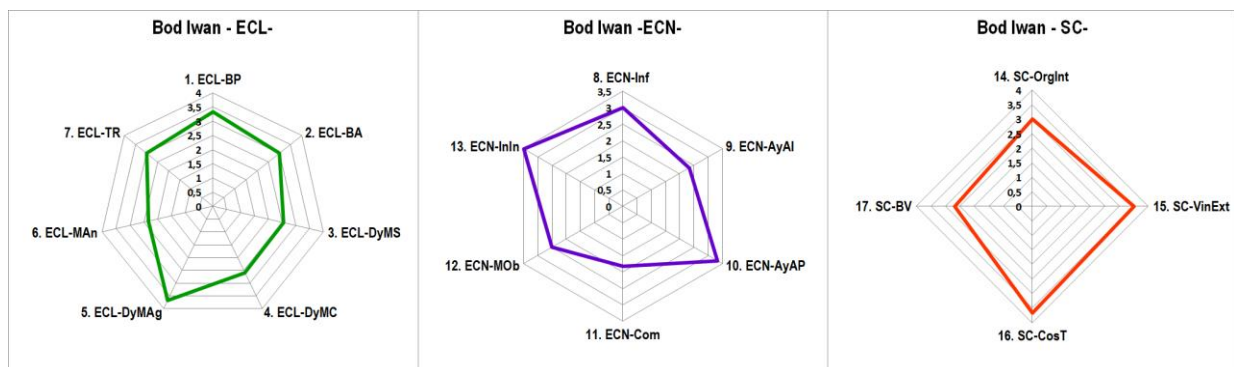 Bod Iwan - ECL-
1. ECL-BP
4
3,5
3
2,5
2
1,5
1
0,5
0
2. ECL-BA
3. ECL-DyMS
4. ECL-DyMC
5. ECL-DyMAg
6. ECL-MAn
7. ECL-TR
Bod Iwan -ECN-
8. ECN-Inf
3,5
3
2,5
2
1,5
1
0,5
0
9. ECN-AyAI
10. ECN-AyAP
11. ECN-Com
12. ECN-MOb
13. ECN-InIn
Bod Iwan - SC-
14. SC-OrgInt
4
3,5
3
2,5
2
1,5
1
0,5
0
15. SC-VinExt
16. SC-CosT
17. SC-BV